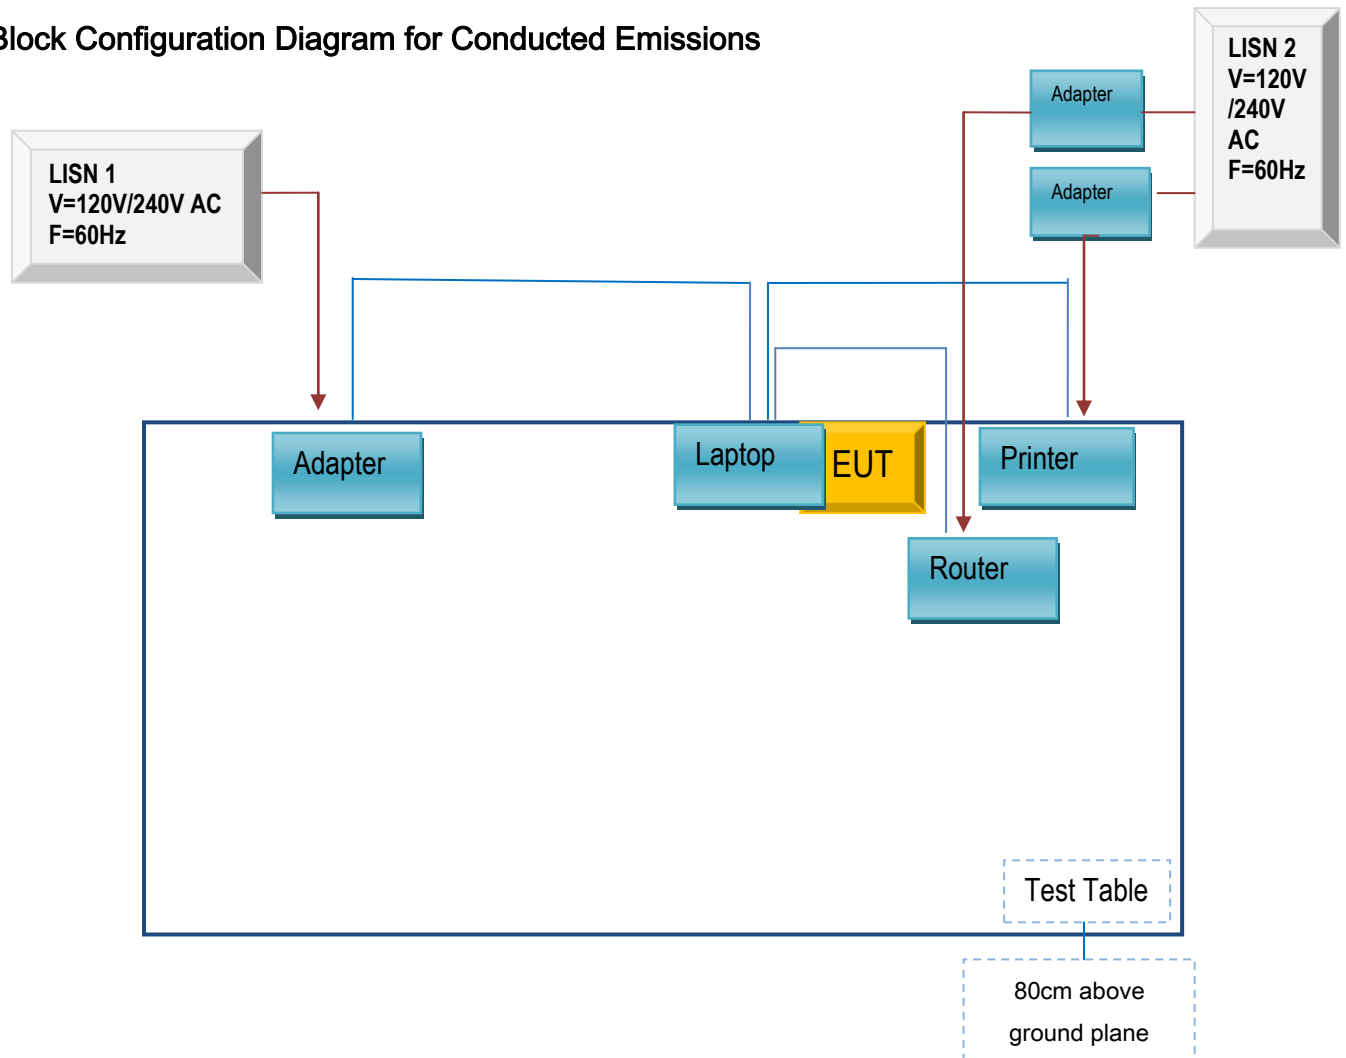 Block Configuration Diagram for Conducted Emissions
LISN 2
V=120V
/240V
AC
F=60Hz
Adapter
Adapter
LISN 1
V=120V/240V AC
F=60Hz
Adapter
Laptop
EUT
Printer
Router
Test Table
80cm above
ground plane